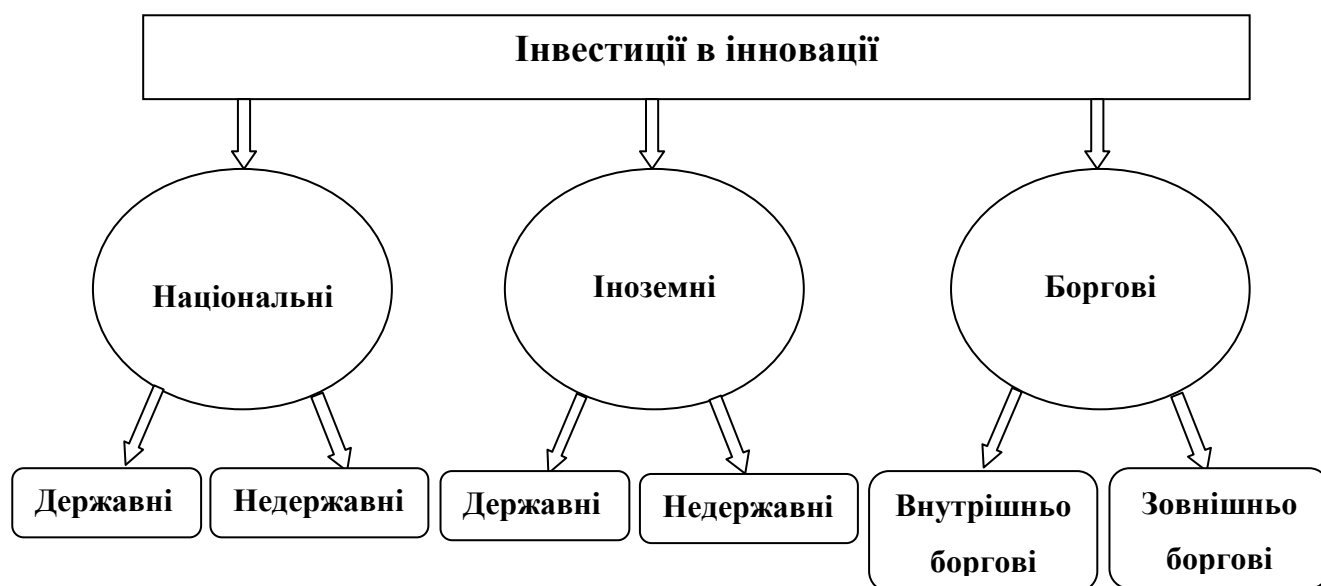 Інвестиції в інновації
Національні
Іноземні
Боргові
Державні
Недержавні
Державні
Недержавні
Внутрішньо
боргові
Зовнішньо
боргові